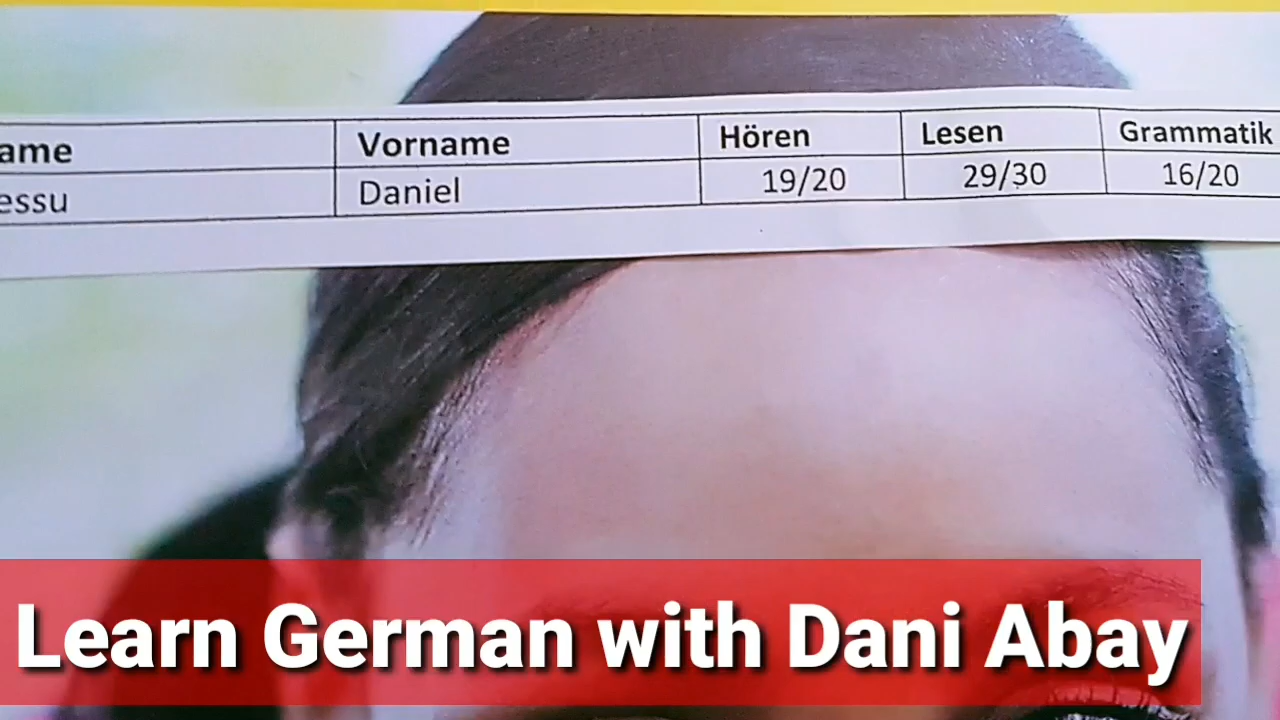 ame Vorname Hören Lesen Grammatik
essu Daniel 19/20 29/30 16/20
Learn German with Dani Abay